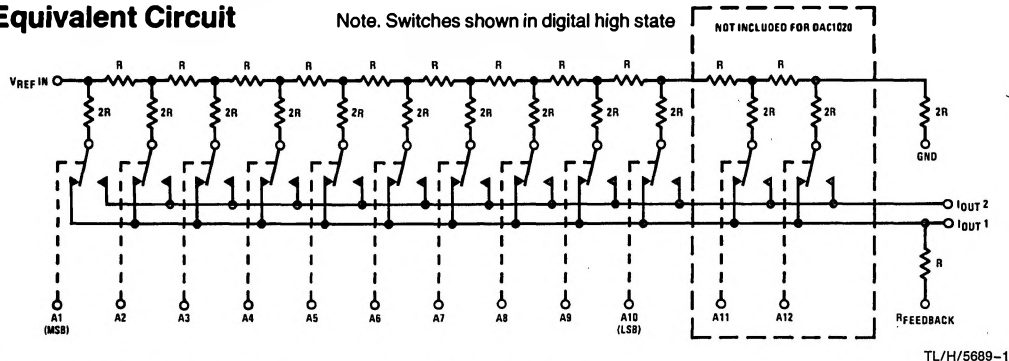 Equivalent Circuit
Note. Switches shown in digital high state
NOT INCLUDED FOR DAC1020
R R R R R R R R R R R
VREF IN
2R 2R 2R 2R 2R 2R 2R 2R 2R 2R 2R 2R 2R
GND
IOUT 2
IOUT 1
R
A1 A2 A3 A4 A5 A6 A7 A8 A9 A10 A11 A12 RFEEDBACK
(MSB) (LSB)
TL/H/5689-1